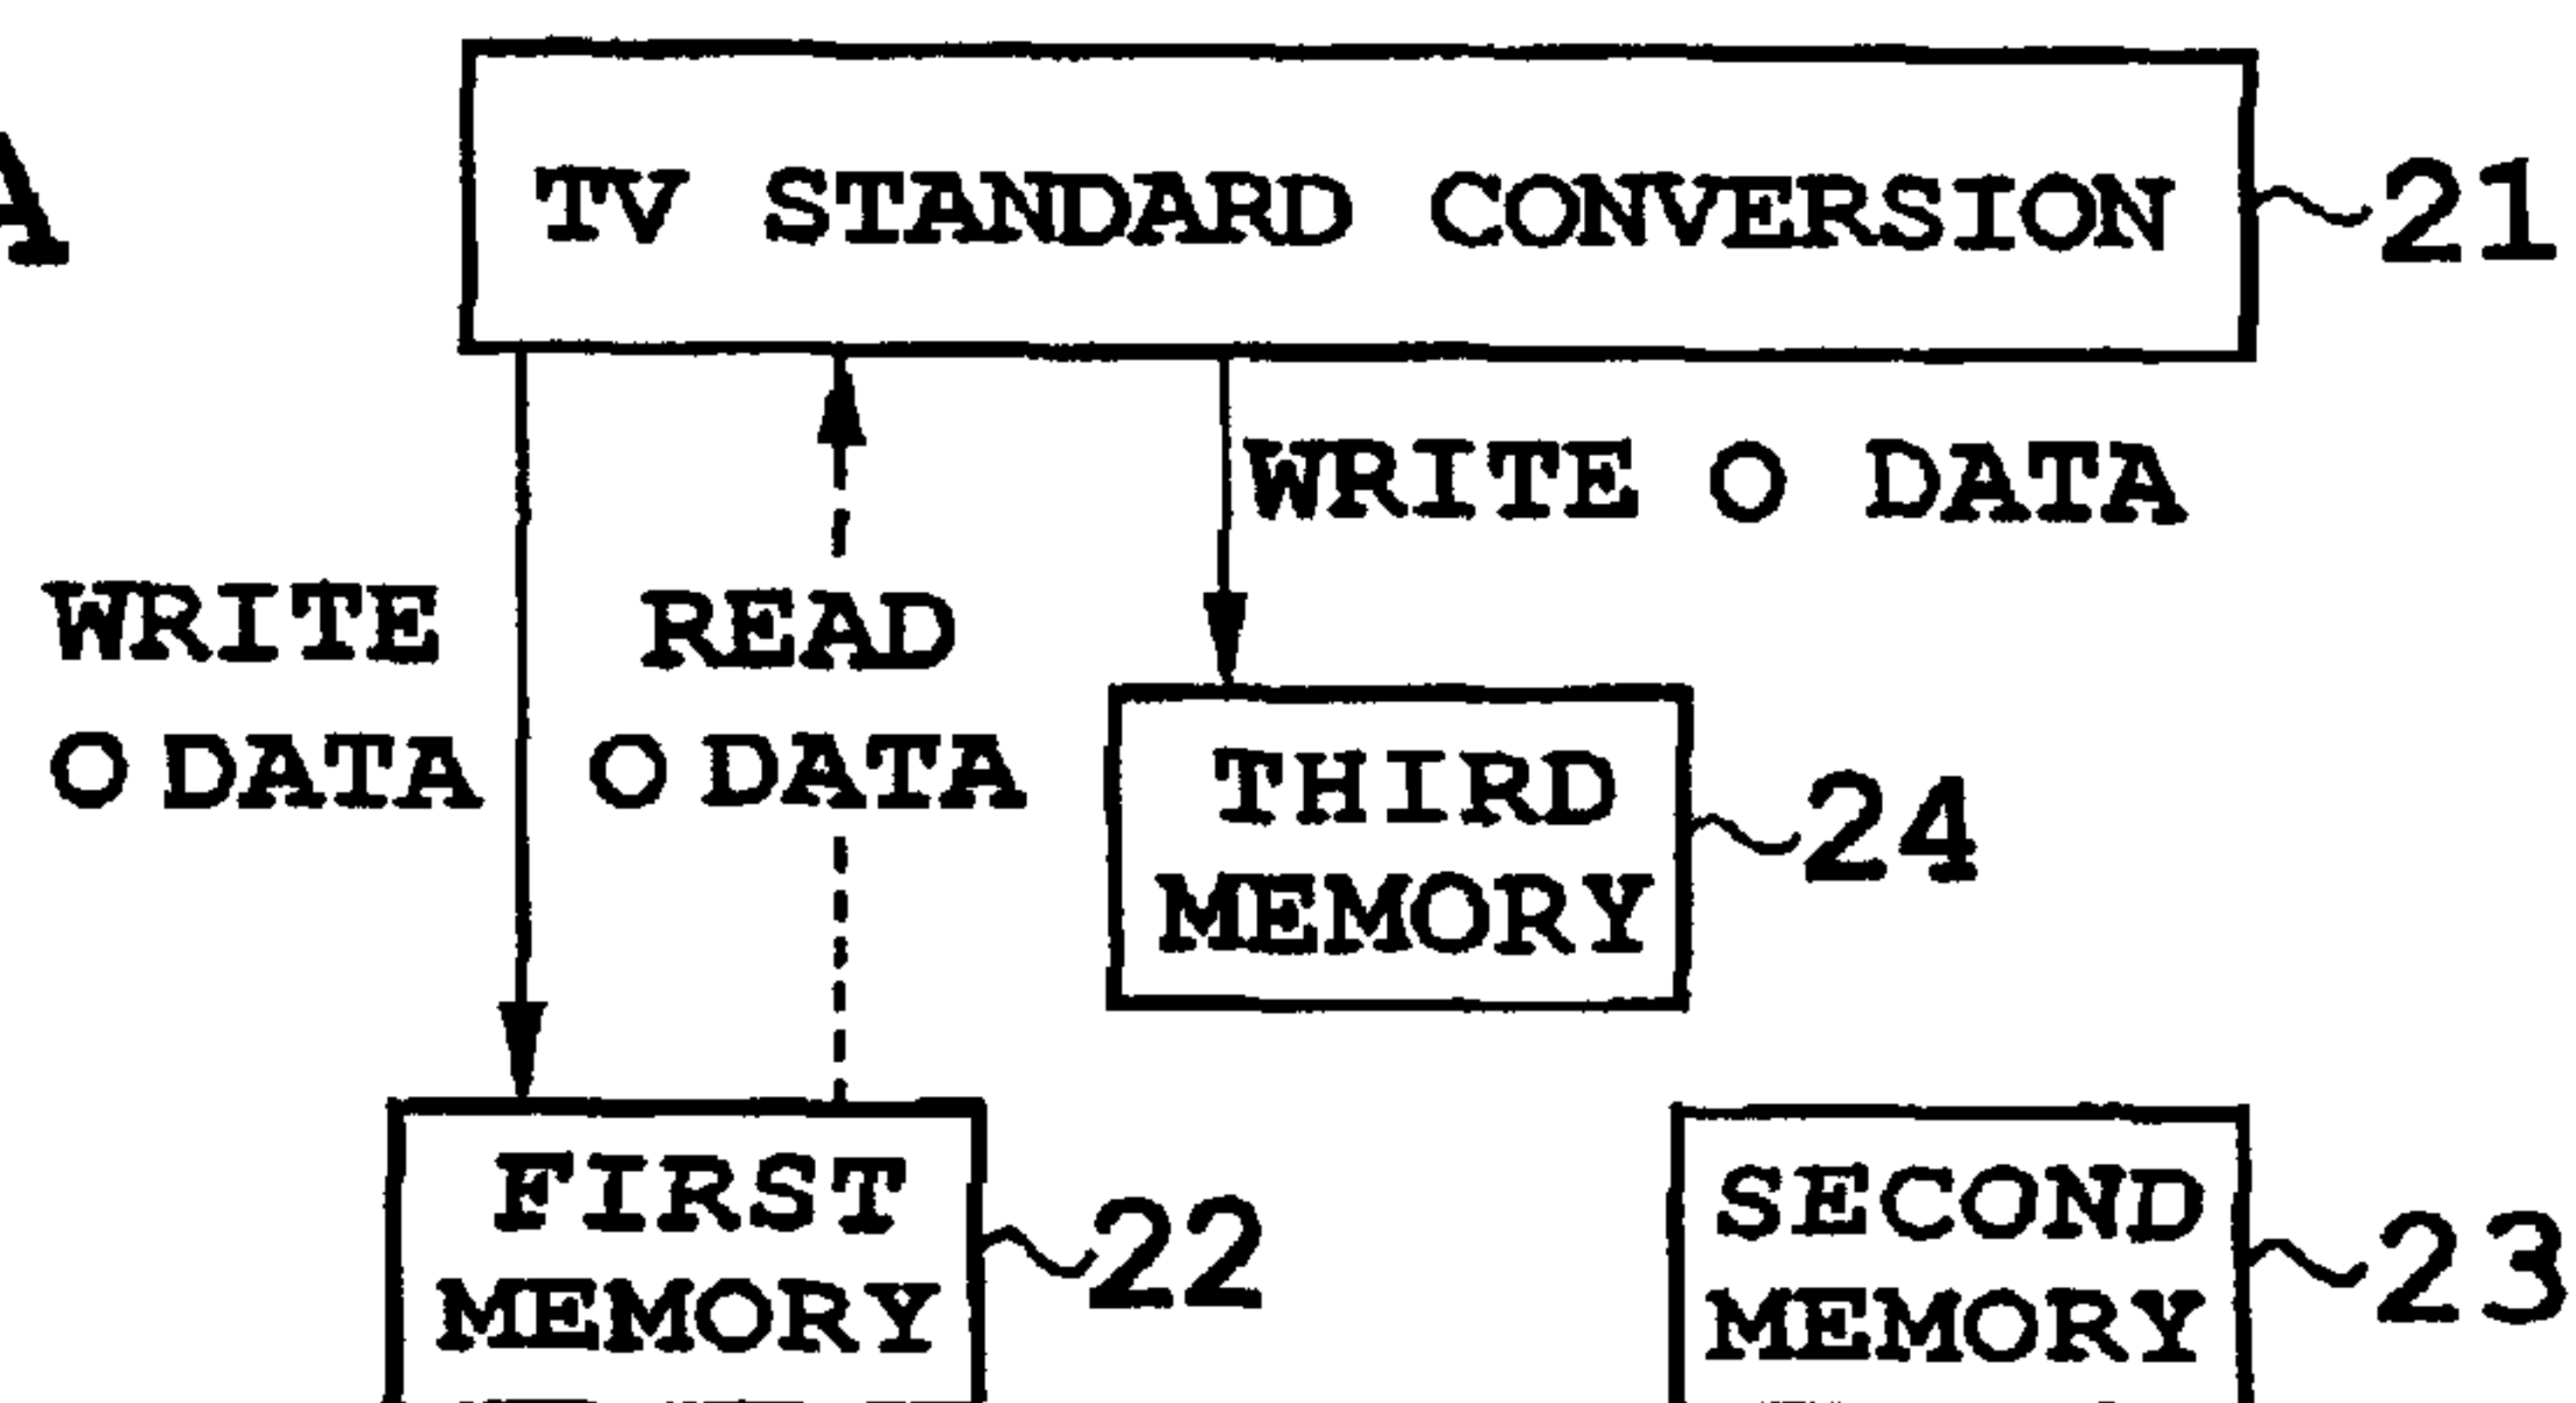 A
TV STANDARD CONVERSION
21
WRITE O DATA
WRITE
O DATA
READ
O DATA
THIRD
MEMORY
24
FIRST
MEMORY
22
SECOND
MEMORY
23